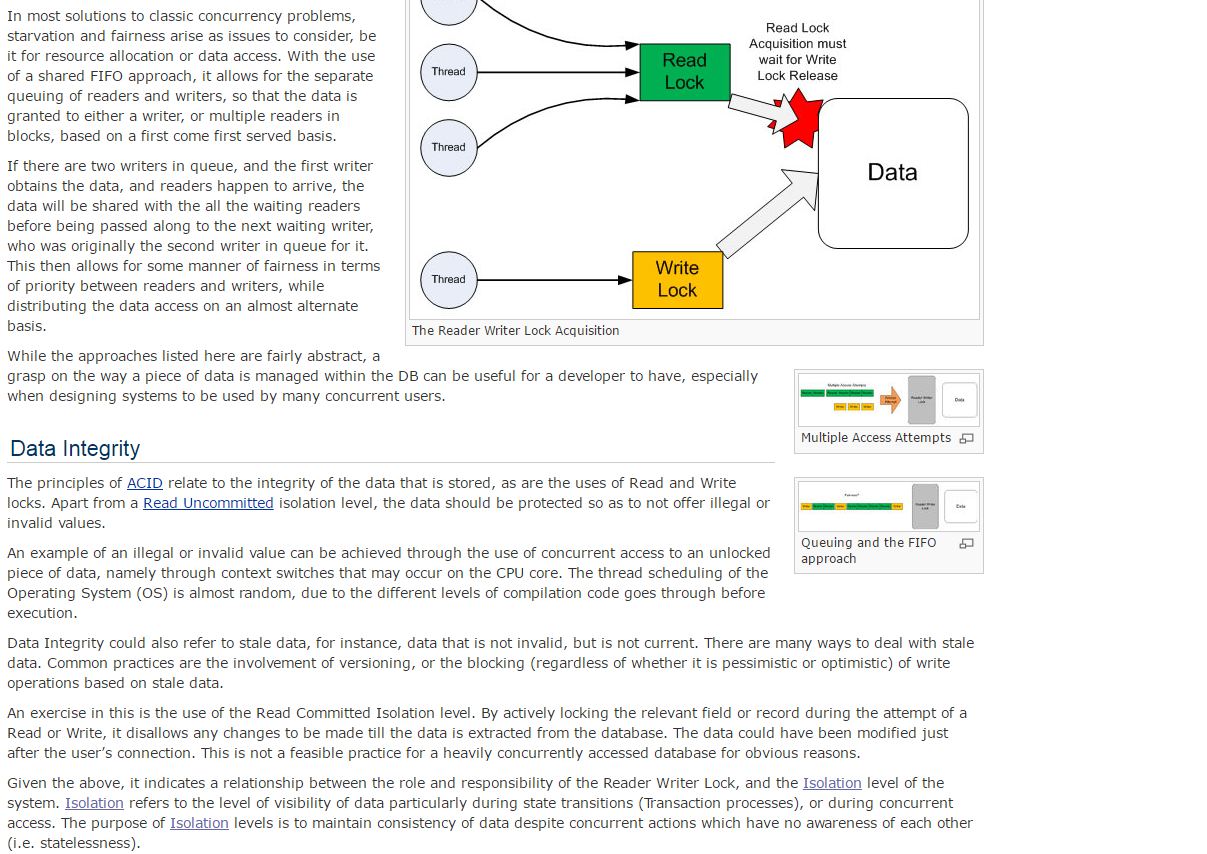 In most solutions to classic concurrency problems,
starvation and fairness arise as issues to consider, be
it for resource allocation or data access. With the use
of a shared FIFO approach, it allows for the separate
queuing of readers and writers, so that the data is
granted to either a writer, or multiple readers in
blocks, based on a first come first served basis.
If there are two writers in queue, and the first writer
obtains the data, and readers happen to arrive, the
data will be shared with the all the waiting readers
before being passed along to the next waiting writer,
who was originally the second writer in queue for it.
This then allows for some manner of fairness in terms
of priority between readers and writers, while
distributing the data access on an almost alternate
basis.
Thread
Thread
Thread
Read
Lock
Read Lock
Acquisition must
wait for Write
Lock Release
Data
Write
Lock
The Reader Writer Lock Acquisition
While the approaches listed here are fairly abstract, a
grasp on the way a piece of data is managed within the DB can be useful for a developer to have, especially
when designing systems to be used by many concurrent users.
Multiple Access Attempts
Data
Multiple Access Attempts
Data Integrity
The principles of ACID relate to the integrity of the data that is stored, as are the uses of Read and Write
locks. Apart from a Read Uncommitted isolation level, the data should be protected so as to not offer illegal or
invalid values.
Data
Queuing and the FIFO
approach
An example of an illegal or invalid value can be achieved through the use of concurrent access to an unlocked
piece of data, namely through context switches that may occur on the CPU core. The thread scheduling of the
Operating System (OS) is almost random, due to the different levels of compilation code goes through before
execution.
Data Integrity could also refer to stale data, for instance, data that is not invalid, but is not current. There are many ways to deal with stale
data. Common practices are the involvement of versioning, or the blocking (regardless of whether it is pessimistic or optimistic) of write
operations based on stale data.
An exercise in this is the use of the Read Committed Isolation level. By actively locking the relevant field or record during the attempt of a
Read or Write, it disallows any changes to be made till the data is extracted from the database. The data could have been modified just
after the user's connection. This is not a feasible practice for a heavily concurrently accessed database for obvious reasons.
Given the above, it indicates a relationship between the role and responsibility of the Reader Writer Lock, and the Isolation level of the
system. Isolation refers to the level of visibility of data particularly during state transitions (Transaction processes), or during concurrent
access. The purpose of Isolation levels is to maintain consistency of data despite concurrent actions which have no awareness of each other
(i.e. statelessness).